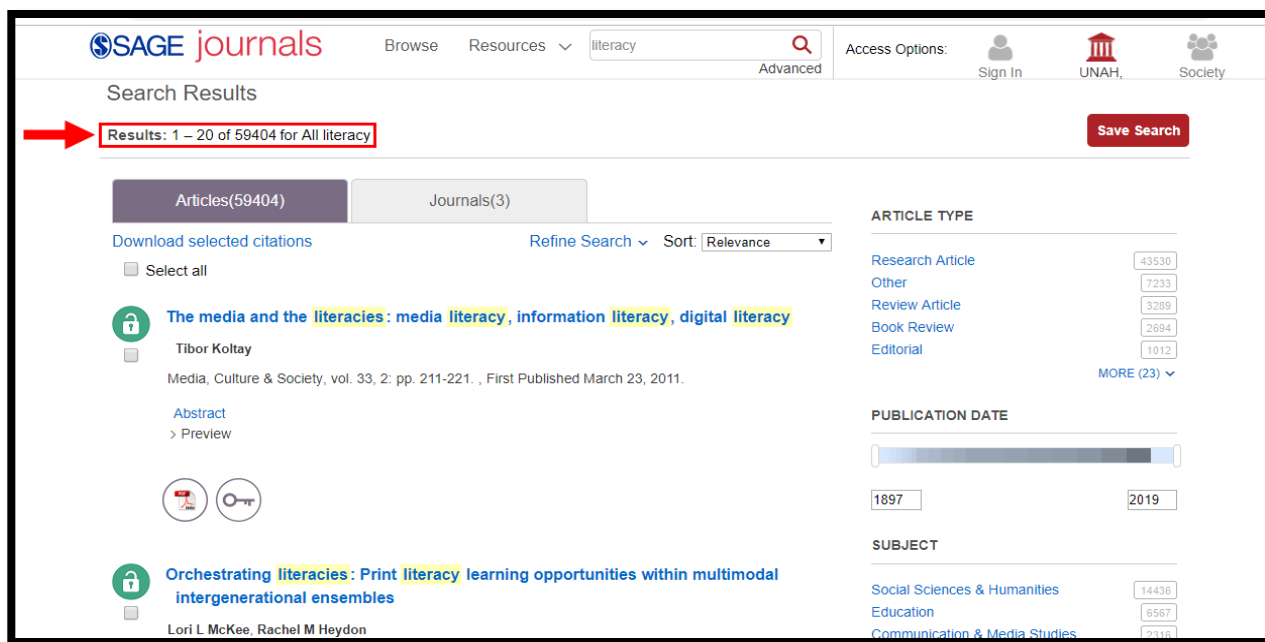 SAGE journals
Browse Resources literacy
Advanced
Access Options:
Sign In
UNAH,
Society
Search Results
Results: 1 – 20 of 59404 for All literacy
Save Search
Articles(59404)
Journals(3)
Download selected citations
Refine Search
Sort: Relevance
Select all
The media and the literacies: media literacy, information literacy, digital literacy
Tibor Koltay
Media, Culture & Society, vol. 33, 2: pp. 211-221. , First Published March 23, 2011.
Abstract
> Preview
PDF
Orchestrating literacies: Print literacy learning opportunities within multimodal
intergenerational ensembles
Lori L McKee, Rachel M Heydon
ARTICLE TYPE
Research Article 43530
Other 7233
Review Article 3289
Book Review 2694
Editorial 1012
MORE (23)
PUBLICATION DATE
1897 2019
SUBJECT
Social Sciences & Humanities 14436
Education 6567
Communication & Media Studies 2316